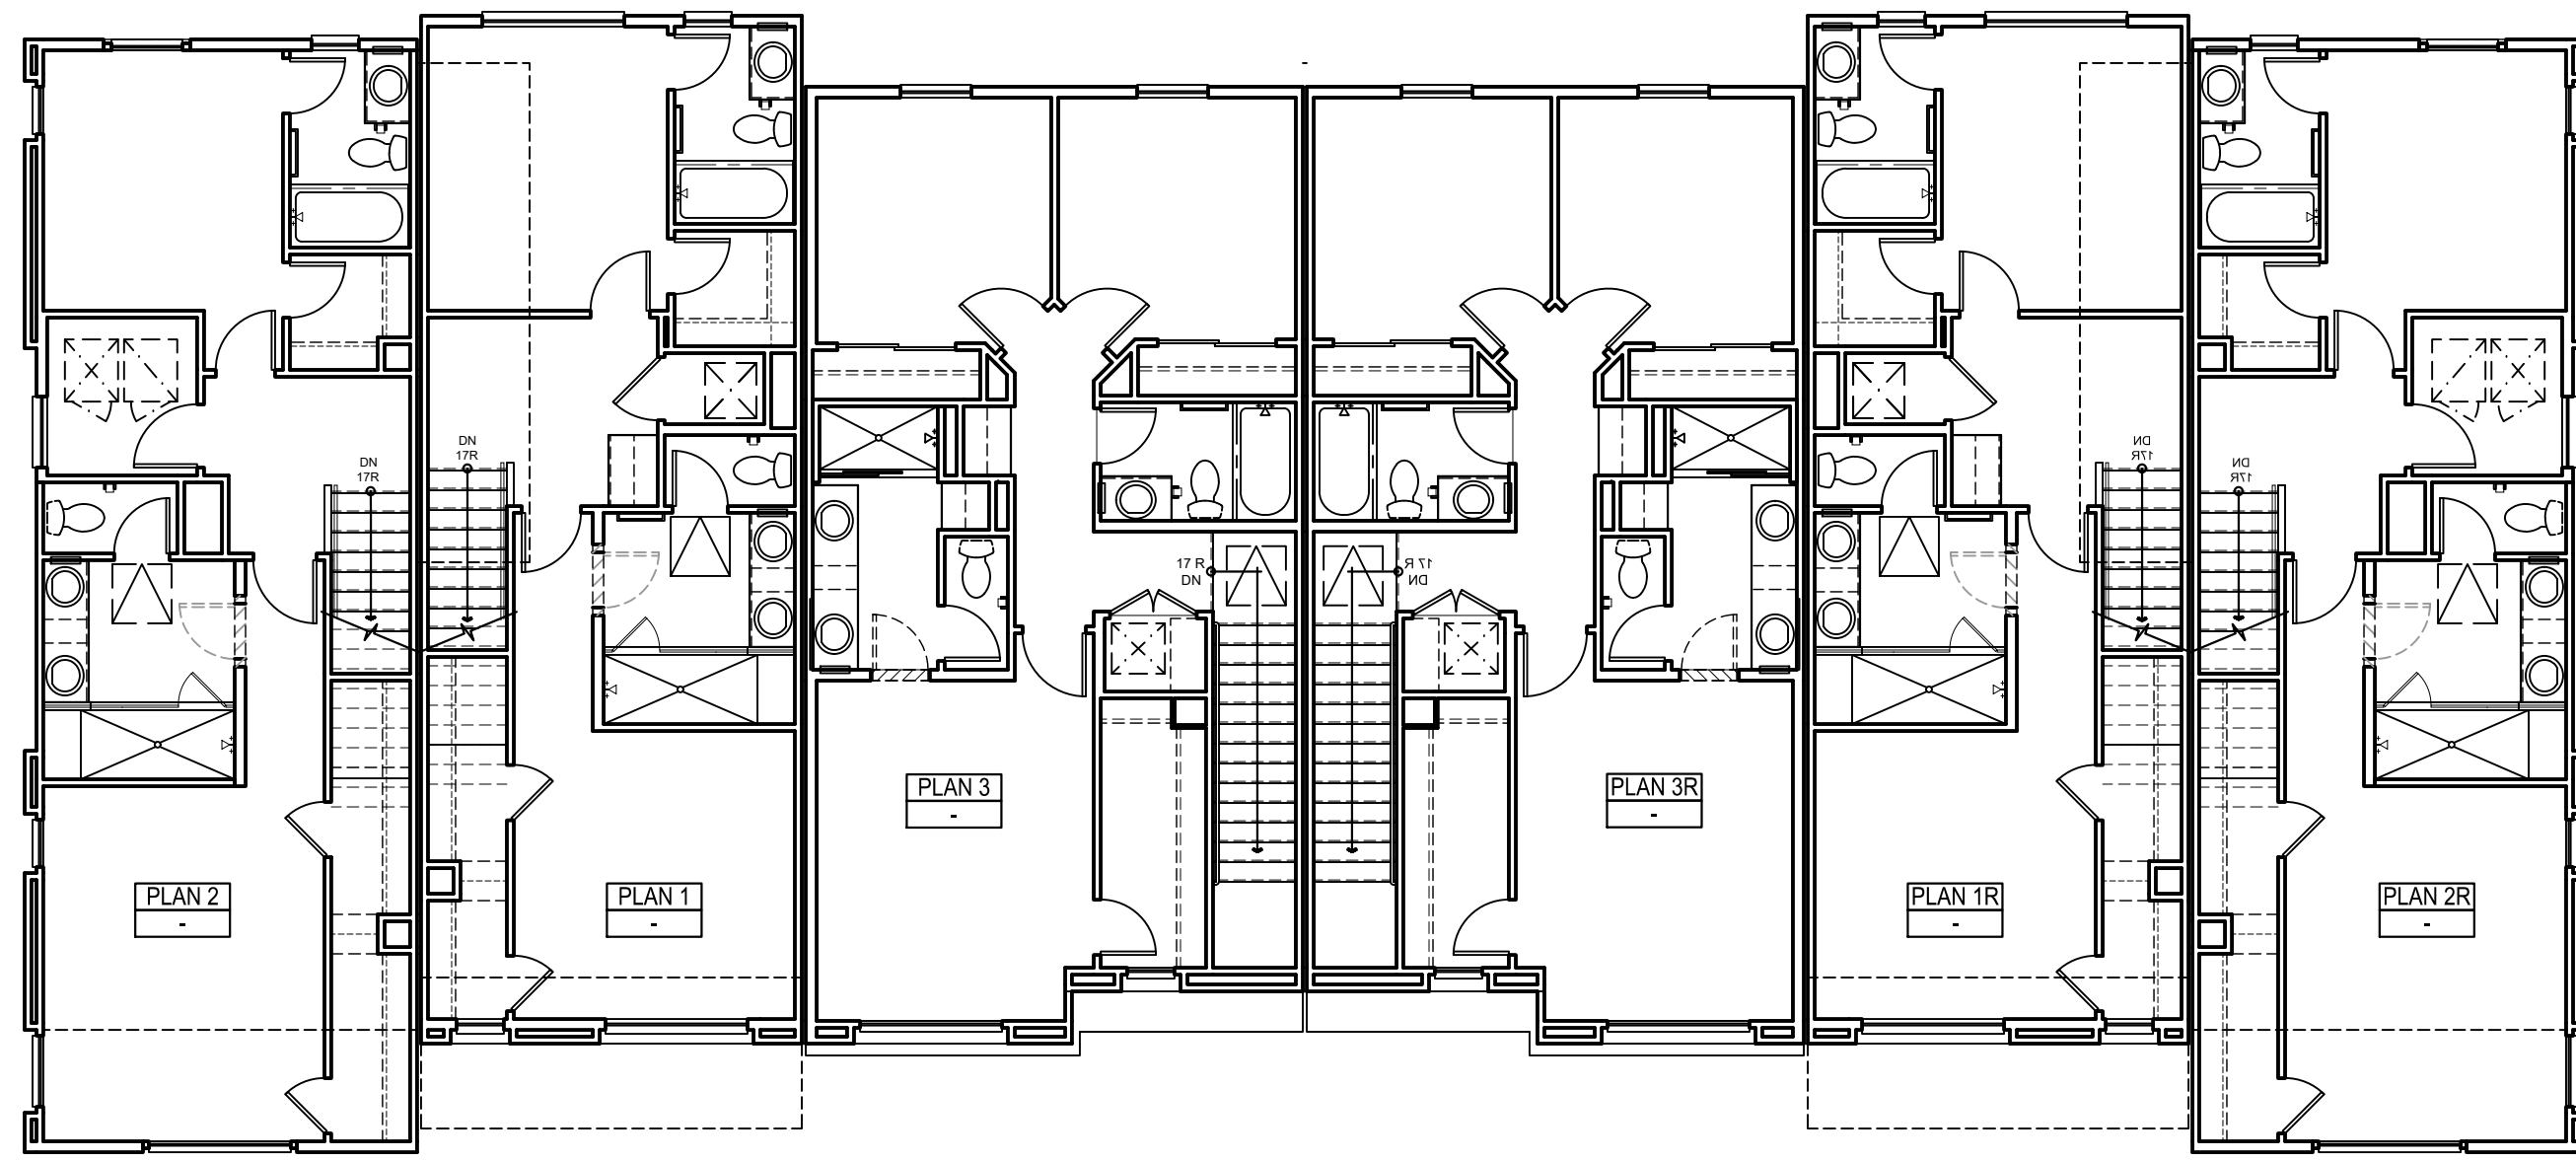 DN
17R
DN
17R
17 R
DN
17 R
DN
DN
17R
DN
17R
PLAN 2
-
PLAN 1
-
PLAN 3
-
PLAN 3R
-
PLAN 1R
-
PLAN 2R
-